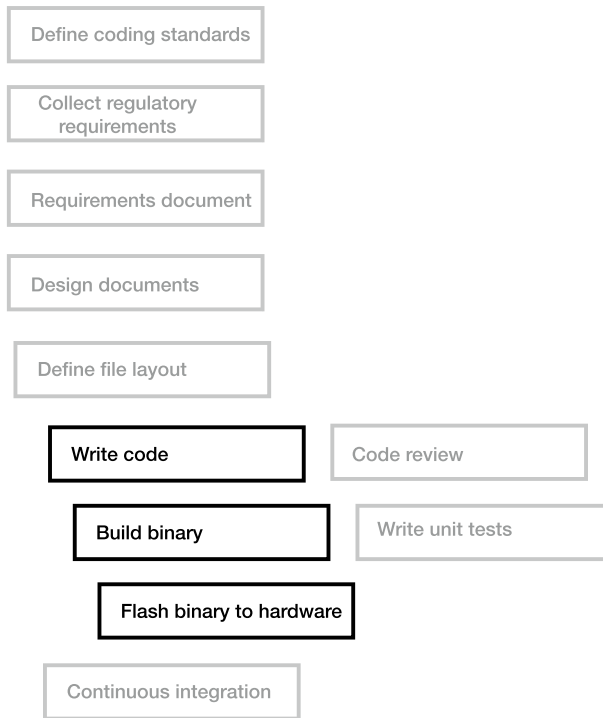 Define coding standards
Collect regulatory
requirements
Requirements document
Design documents
Define file layout
Write code
Code review
Build binary
Write unit tests
Flash binary to hardware
Continuous integration